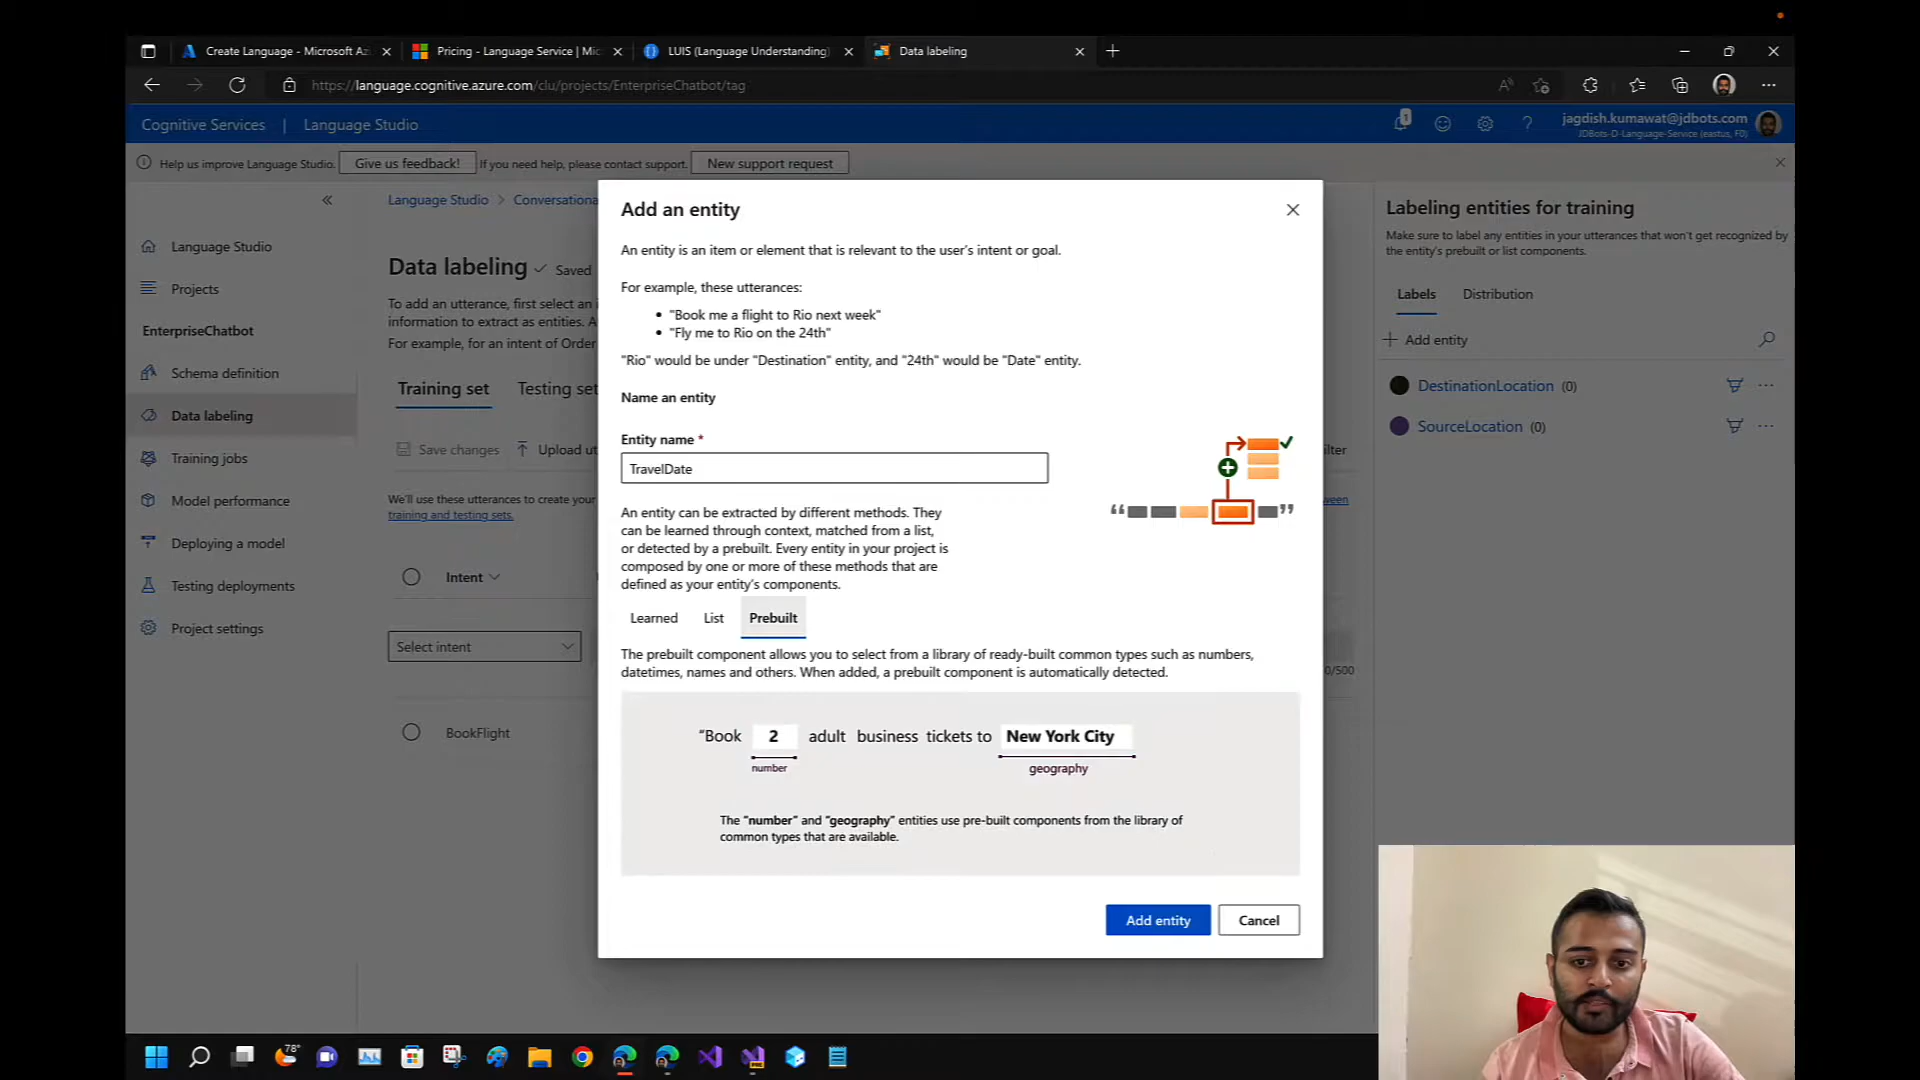 Create Language - Microsoft Az
Pricing - Language Service | Mic
LUIS (Language Understanding)
Data labeling
https://language.cognitive.azure.com/clu/projects/EnterpriseChatbot/tag
Cognitive Services | Language Studio
1
jagdish.kumawat@jdbots.com
JDBots-D-Language-Service (eastus, F0)
Help us improve Language Studio.
Give us feedback!
If you need help, please contact support.
New support request
Language Studio
Projects
EnterpriseChatbot
Schema definition
Data labeling
Training jobs
Model performance
Deploying a model
Testing deployments
Project settings
Language Studio > Conversationa
Data labeling
Saved
To add an utterance, first select an i
information to extract as entities. A
For example, for an intent of Order
Training set
Testing set
Save changes
Upload ut
ilter
We'll use these utterances to create your
ween
training and testing sets.
Intent
Select intent
0/500
BookFlight
Add an entity
An entity is an item or element that is relevant to the user's intent or goal.
For example, these utterances:
• "Book me a flight to Rio next week"
• "Fly me to Rio on the 24th"
"Rio" would be under "Destination" entity, and "24th" would be "Date" entity.
Name an entity
Entity name *
TravelDate
An entity can be extracted by different methods. They
can be learned through context, matched from a list,
or detected by a prebuilt. Every entity in your project is
composed by one or more of these methods that are
defined as your entity's components.
Learned
List
Prebuilt
The prebuilt component allows you to select from a library of ready-built common types such as numbers,
datetimes, names and others. When added, a prebuilt component is automatically detected.
"Book 2 adult business tickets to New York City
number
geography
The "number" and "geography" entities use pre-built components from the library of
common types that are available.
Add entity
Cancel
Labeling entities for training
Make sure to label any entities in your utterances that won't get recognized by
the entity's prebuilt or list components.
Labels
Distribution
Add entity
DestinationLocation (0)
SourceLocation (0)
78°